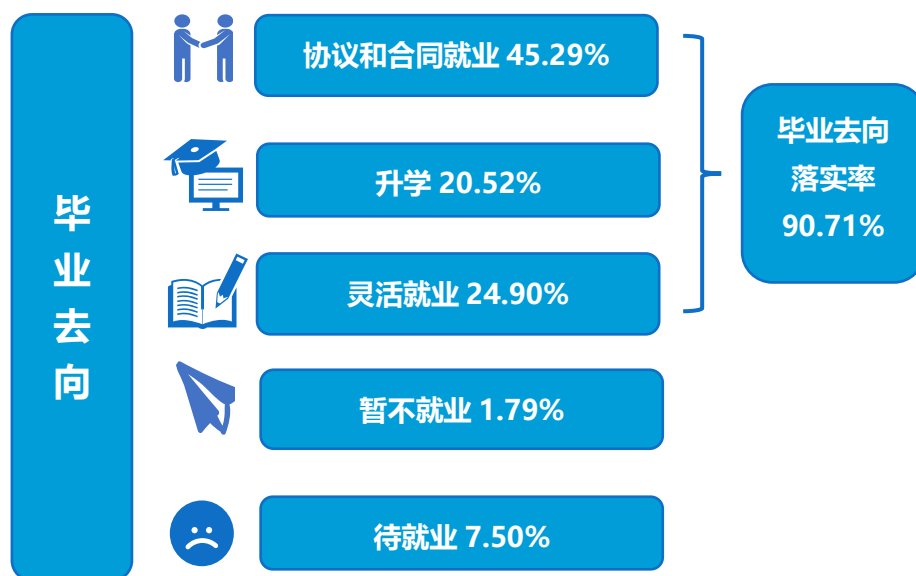 毕业去向
协议和合同就业 45.29%
升学 20.52%
灵活就业 24.90%
暂不就业 1.79%
待就业 7.50%
毕业去向
落实率
90.71%